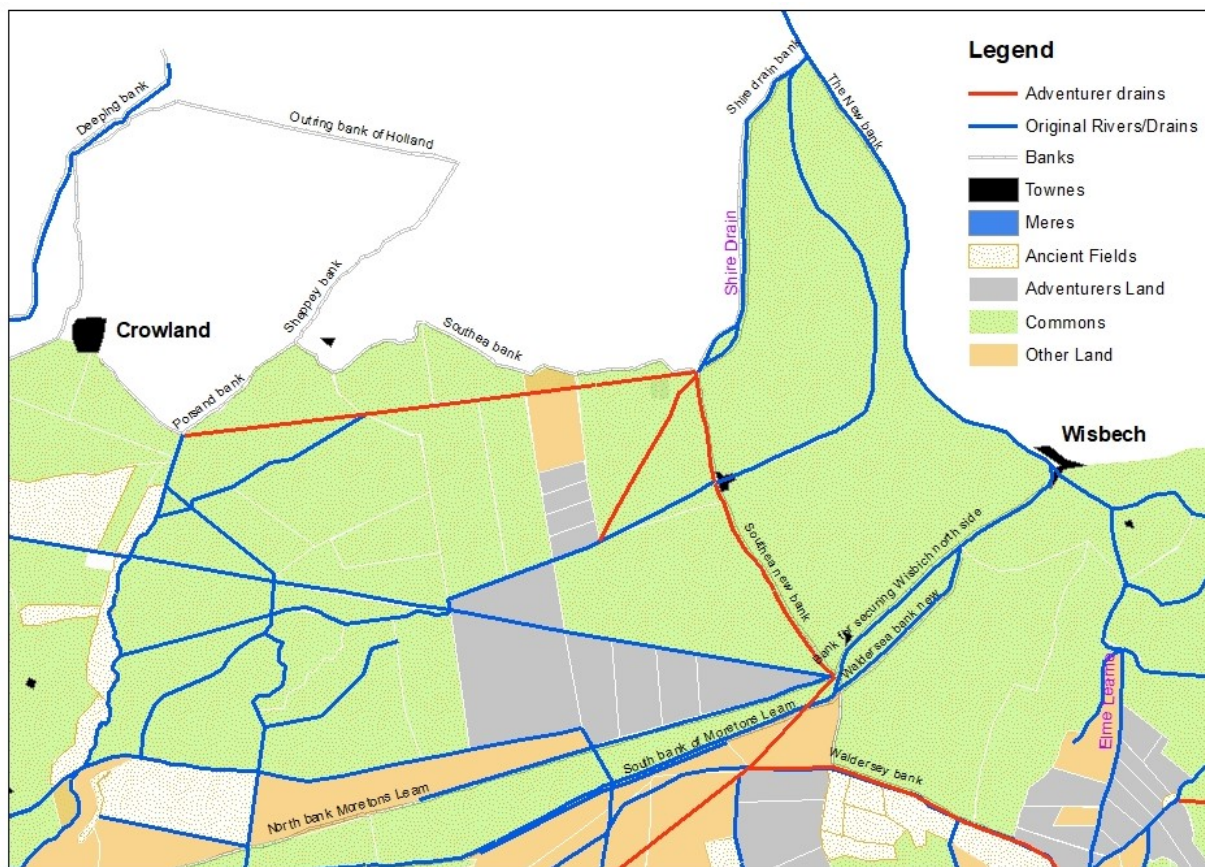 Deeping bank
Outring bank of Holland
Sheppey bank
Crowland
Porsand bank
Southea bank
Shire drain bank
The New bank
Shire Drain
Legend
Adventurer drains
Original Rivers/Drains
Banks
Townes
Meres
Ancient Fields
Adventurers Land
Commons
Other Land
Wisbech
Southea new bank
Bank for securing Wisbich north side
Waldersea bank new
Elme Learne
South bank of Moretons Leam
Waldersey bank
North bank Moretons Leam